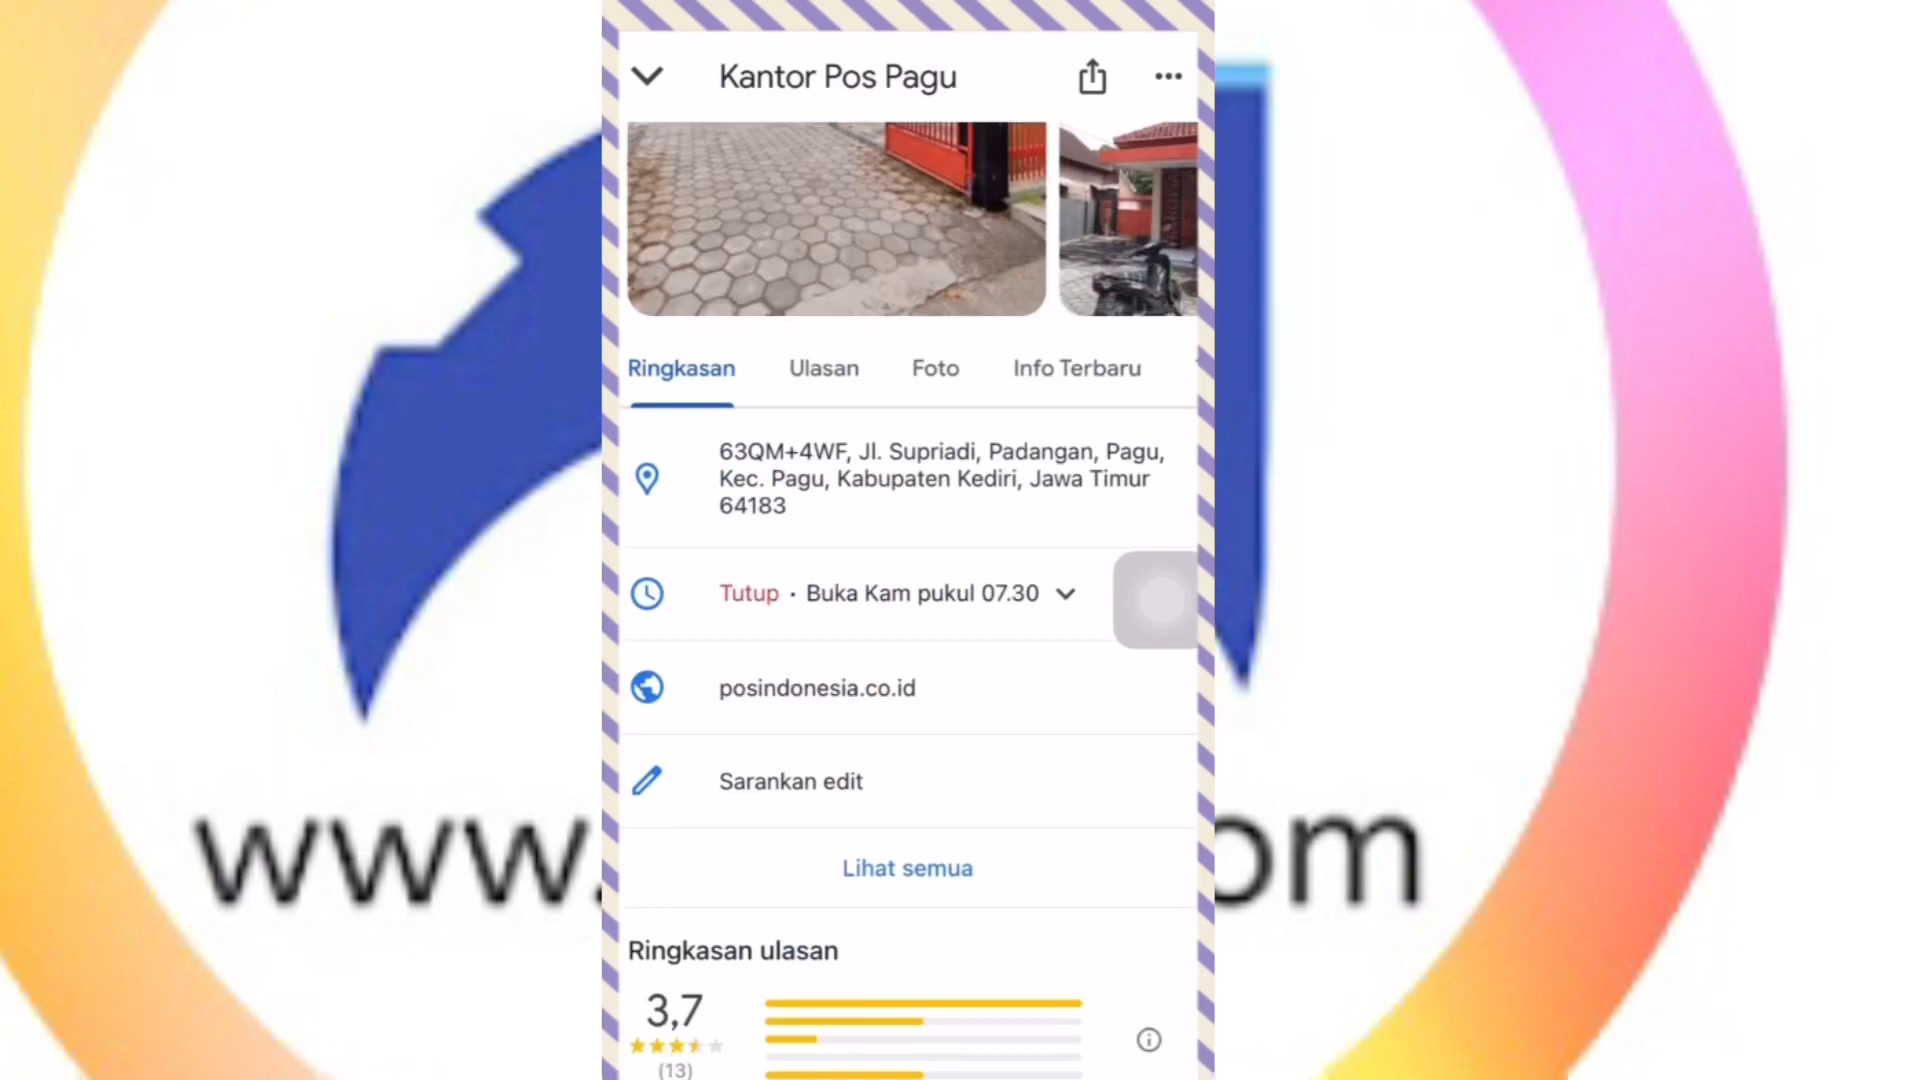 Kantor Pos Pagu
Ringkasan Ulasan Foto Info Terbaru
63QM+4WF, Jl. Supriadi, Padangan, Pagu,
Kec. Pagu, Kabupaten Kediri, Jawa Timur
64183
Tutup · Buka Kam pukul 07.30
posindonesia.co.id
Sarankan edit
www.
om
Lihat semua
Ringkasan ulasan
3,7
(13)